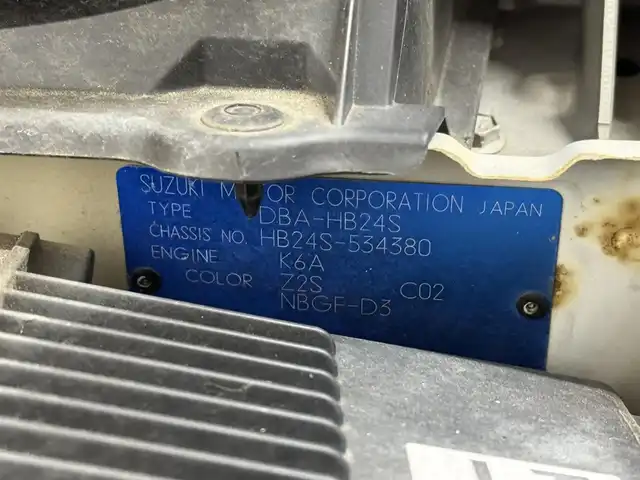 SUZUKI MOTOR CORPORATION JAPAN
TYPE DBA-HB24S
CHASSIS NO. HB24S-534380
ENGINE K6A
COLOR Z2S C02
NBGF-D3